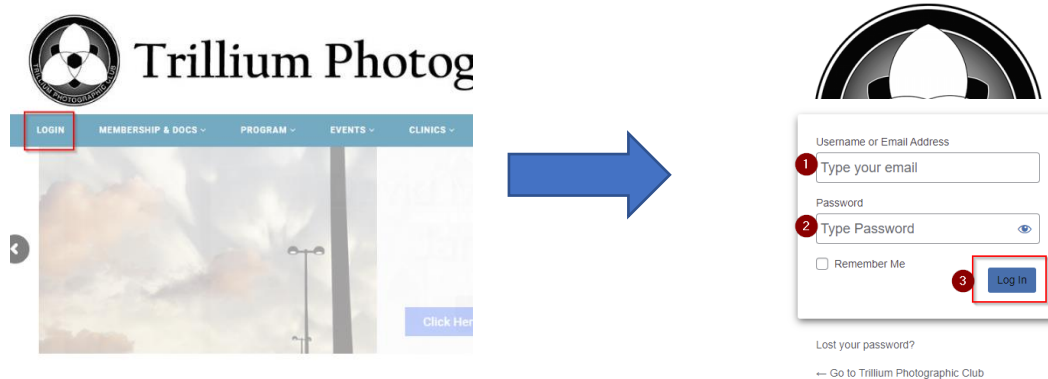 TRILLIUM PHOTOGRAPHIC CLUB
Trillium Photog
LOGIN
MEMBERSHIP & DOCS
PROGRAM
EVENTS
CLINICS
Click Her
Username or Email Address
1
Type your email
Password
2
Type Password
Remember Me
3
Log In
Lost your password?
← Go to Trillium Photographic Club